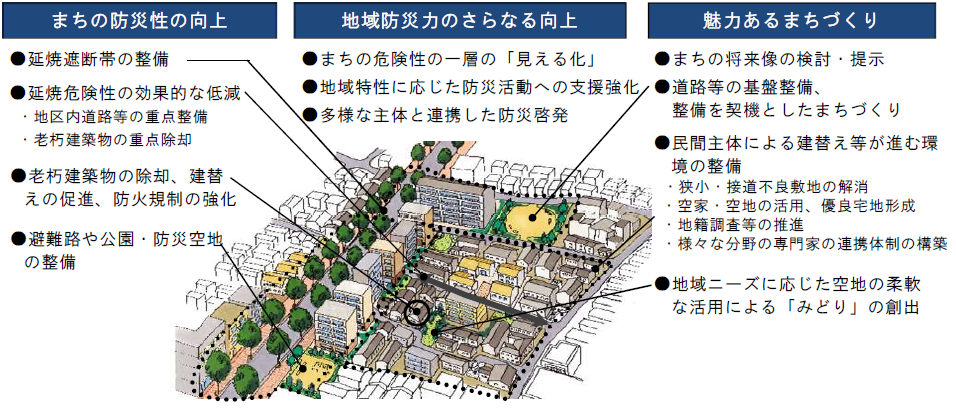 まちの防災性の向上
●延焼遮断帯の整備
●延焼危険性の効果的な低減
・地区内道路等の重点整備
・老朽建築物の重点除却
●老朽建築物の除却、建替
えの促進、防火規制の強化
●避難路や公園・防災空地
の整備
地域防災力のさらなる向上
●まちの危険性の一層の「見える化」
●地域特性に応じた防災活動への支援強化
●多様な主体と連携した防災啓発
魅力あるまちづくり
●まちの将来像の検討・提示
●道路等の基盤整備、
整備を契機としたまちづくり
●民間主体による建替え等が進む環
境の整備
・狭小・接道不良敷地の解消
・空家・空地の活用、優良宅地形成
・地籍調査等の推進
・様々な分野の専門家の連携体制の構築
●地域ニーズに応じた空地の柔軟
な活用による「みどり」の創出